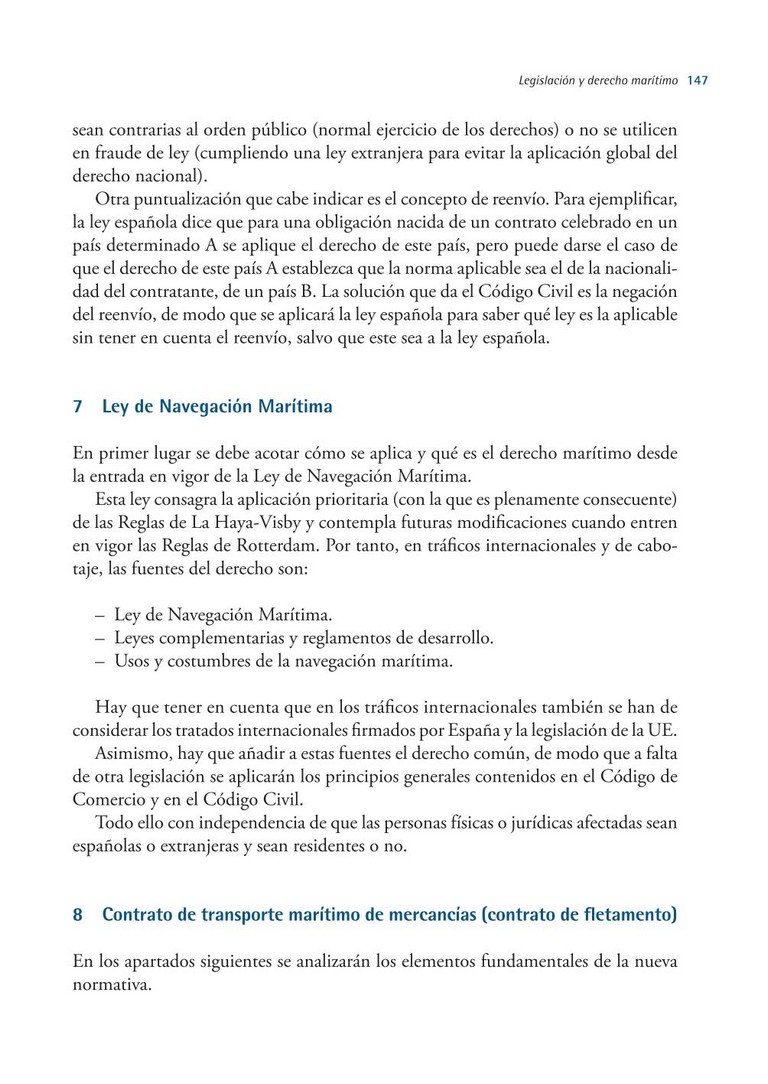 Legislación y derecho marítimo 147
sean contrarias al orden público (normal ejercicio de los derechos) o no se utilicen
en fraude de ley (cumpliendo una ley extranjera para evitar la aplicación global del
derecho nacional).
Otra puntualización que cabe indicar es el concepto de reenvío. Para ejemplificar,
la ley española dice que para una obligación nacida de un contrato celebrado en un
país determinado A se aplique el derecho de este país, pero puede darse el caso de
que el derecho de este país A establezca que la norma aplicable sea el de la nacionali-
dad del contratante, de un país B. La solución que da el Código Civil es la negación
del reenvío, de modo que se aplicará la ley española para saber qué ley es la aplicable
sin tener en cuenta el reenvío, salvo que este sea a la ley española.
7 Ley de Navegación Marítima
En primer lugar se debe acotar cómo se aplica y qué es el derecho marítimo desde
la entrada en vigor de la Ley de Navegación Marítima.
Esta ley consagra la aplicación prioritaria (con la que es plenamente consecuente)
de las Reglas de La Haya-Visby y contempla futuras modificaciones cuando entren
en vigor las Reglas de Rotterdam. Por tanto, en tráficos internacionales y de cabo-
taje, las fuentes del derecho son:
– Ley de Navegación Marítima.
– Leyes complementarias y reglamentos de desarrollo.
– Usos y costumbres de la navegación marítima.
Hay que tener en cuenta que en los tráficos internacionales también se han de
considerar los tratados internacionales firmados por España y la legislación de la UE.
Asimismo, hay que añadir a estas fuentes el derecho común, de modo que a falta
de otra legislación se aplicarán los principios generales contenidos en el Código de
Comercio y en el Código Civil.
Todo ello con independencia de que las personas físicas o jurídicas afectadas sean
españolas o extranjeras y sean residentes o no.
8 Contrato de transporte marítimo de mercancías (contrato de fletamento)
En los apartados siguientes se analizarán los elementos fundamentales de la nueva
normativa.